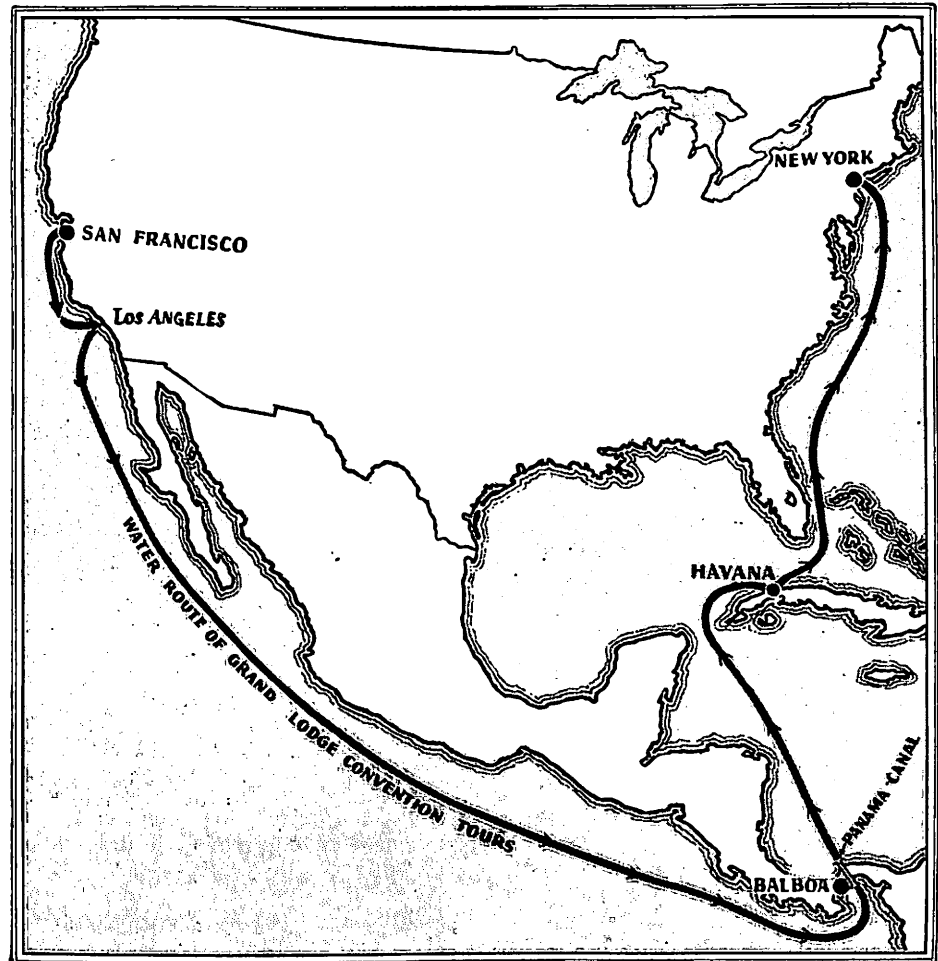 NEW YORK
SAN FRANCISCO
LOS ANGELES
HAVANA
WATER ROUTE OF GRAND LODGE CONVENTION TOURS
PANAMA CANAL
BALBOA